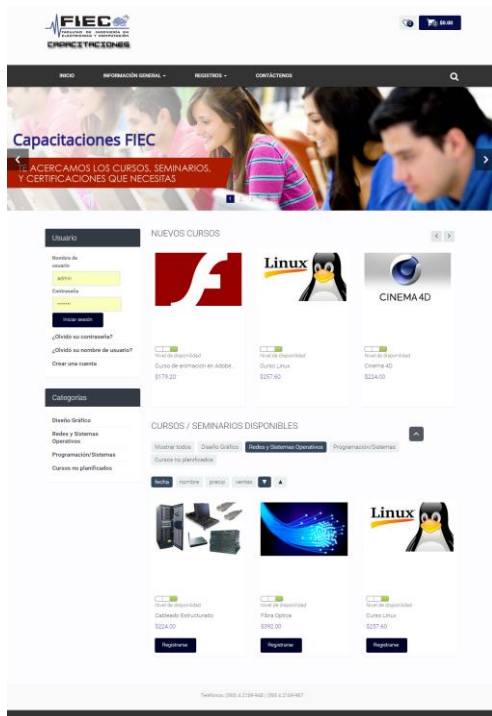 FIEC
FACULTAD DE INGENIERÍA EN
ELECTRICIDAD Y COMPUTACIÓN
CAPACITACIONES
0
$0.00
INICIO
INFORMACIÓN GENERAL
REGISTROS
CONTÁCTENOS
Capacitaciones FIEC
TE ACERCAMOS LOS CURSOS, SEMINARIOS,
Y CERTIFICACIONES QUE NECESITAS
1
Usuario
Nombre de
usuario
admin
Contraseña
Iniciar sesión
¿Olvidó su contraseña?
¿Olvidó su nombre de usuario?
Crear una cuenta
Categorías
Diseño Gráfico
Redes y Sistemas
Operativos
Programación/Sistemas
Cursos no planificados
NUEVOS CURSOS
Linux
CINEMA 4D
Nivel de disponibilidad
Nivel de disponibilidad
Nivel de disponibilidad
Curso de animacion en Adobe...
Curso Linux
Cinema 4D
$179.20
$257.60
$224.00
CURSOS / SEMINARIOS DISPONIBLES
Mostrar todos
Diseño Gráfico
Redes y Sistemas Operativos
Programación/Sistemas
Cursos no planificados
fecha
nombre
precio
ventas
Linux
Nivel de disponibilidad
Nivel de disponibilidad
Nivel de disponibilidad
Cableado Estructurado
Fibra Optica
Curso Linux
$224.00
$392.00
$257.60
Registrarse
Registrarse
Registrarse